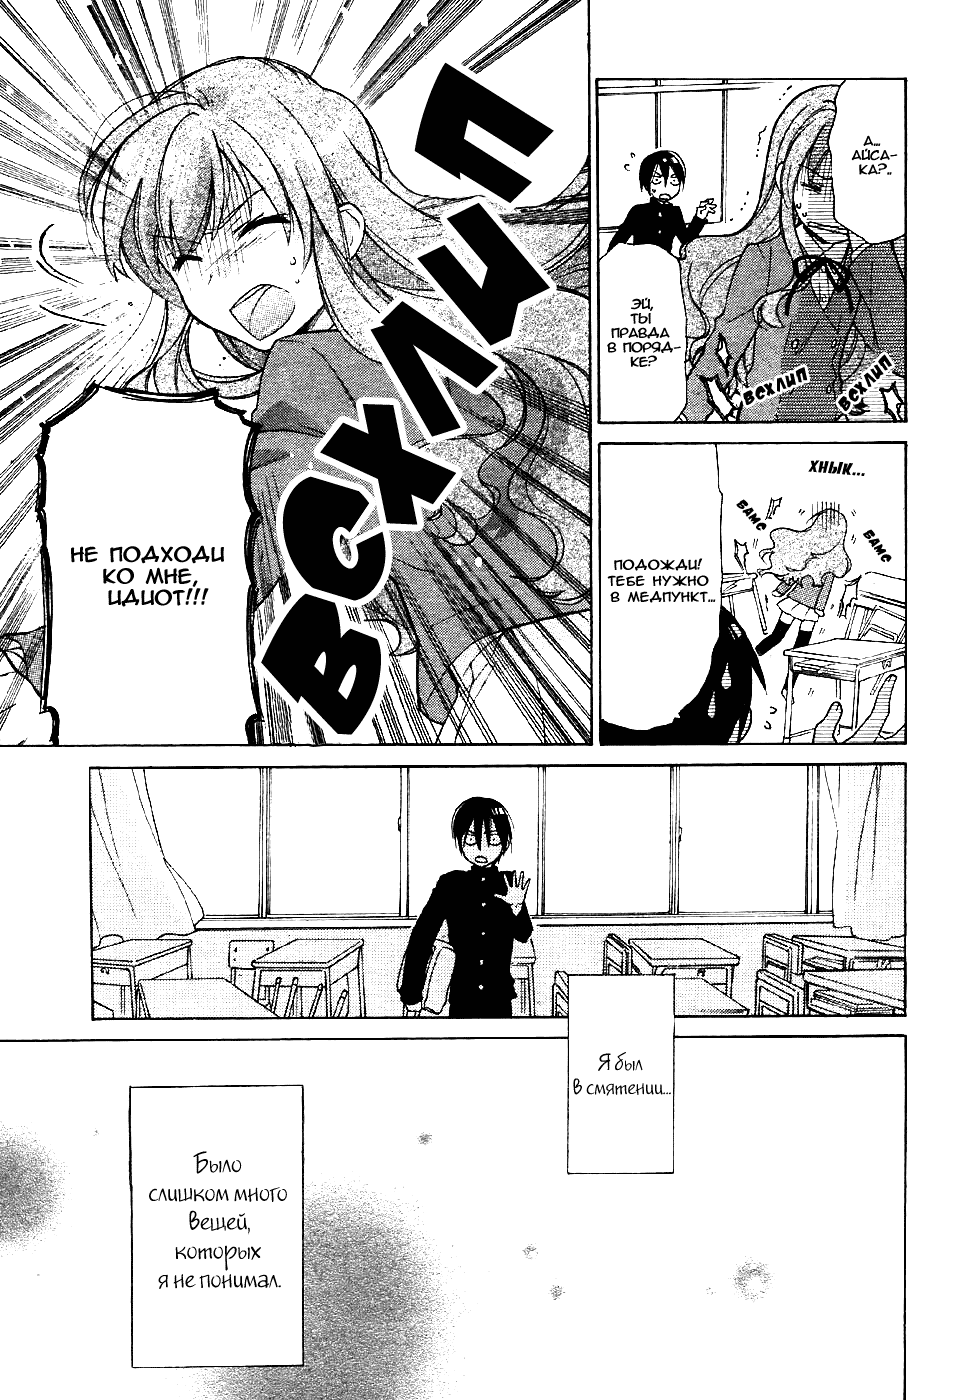 А...
АЙСА-
КА?..
ЭЙ,
ТЫ
ПРАВДА
В ПОРЯД-
КЕ?
ВСХЛИП
ВСХЛИП
ХНЫК...
БАМС
БАМС
ПОДОЖДИ!
ТЕБЕ НУЖНО
В МЕДПУНКТ...
ВСХЛИП
НЕ ПОДХОДИ
КО МНЕ,
ИДИОТ!!!
Я был
в смятении...
Было
слишком много
вещей,
которых
я не понимал.